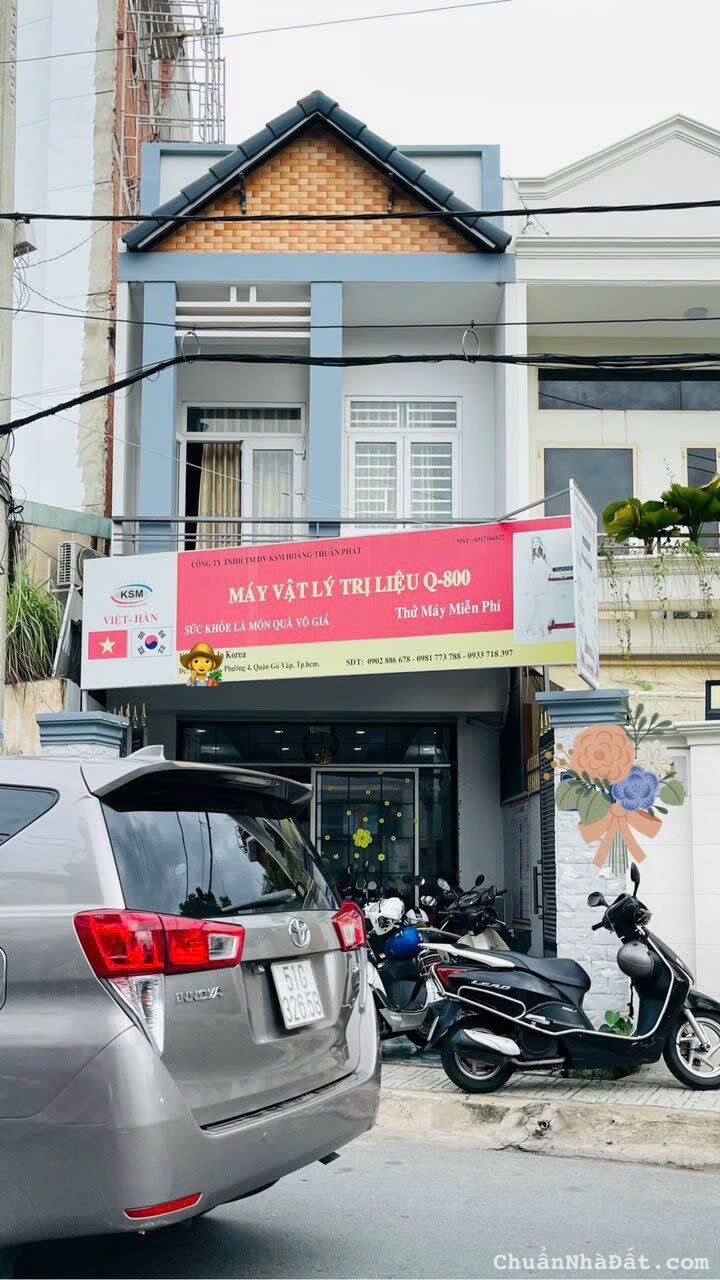 CÔNG TY TNHH TM DV KSM HOÀNG THUẬN PHÁT
MST : 0317166822
KSM
VIỆT-HÀN
MÁY VẬT LÝ TRỊ LIỆU Q-800
SỨC KHỎE LÀ MÓN QUÀ VÔ GIÁ
Thử Máy Miễn Phí
Korea
Phường 4, Quận Gò Vấp, Tp.hcm,
SĐT: 0902 886 678 - 0981 773 788 - 0933 718 397
INNOVA
51G
326.58
LEAD
ChuẩnNhàĐất.com